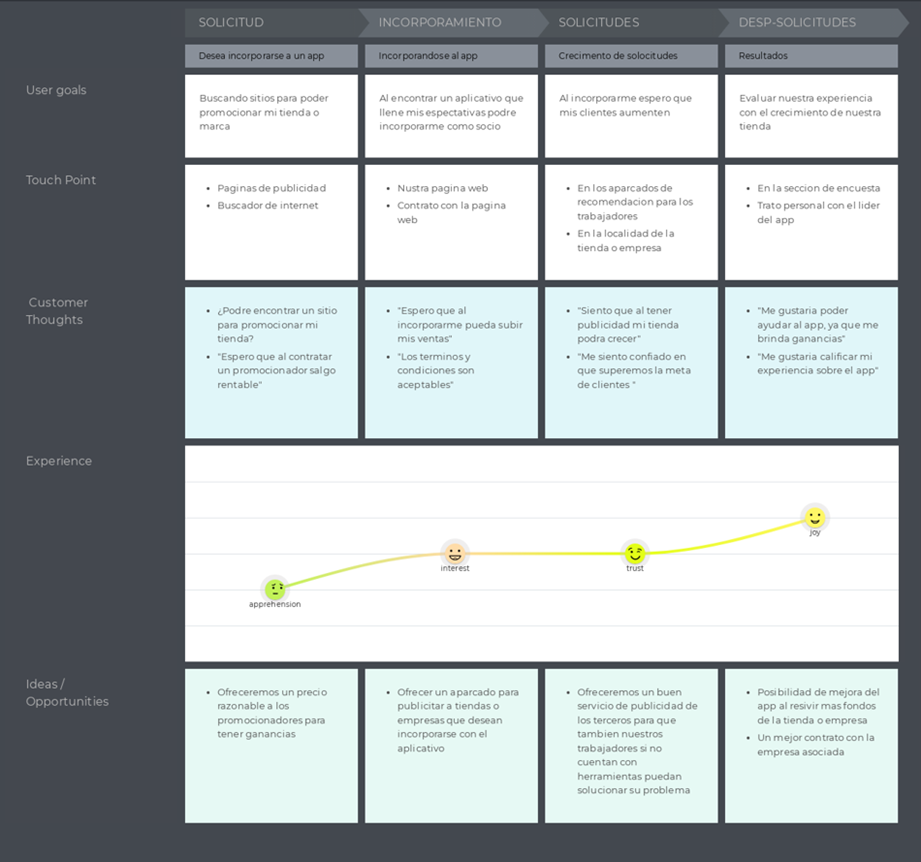 SOLICITUD
INCORPORAMIENTO
SOLICITUDES
DESP-SOLICITUDES
Desea incorporarse a un app
Incorporandose al app
Crecimento de solocitudes
Resultados
User goals
Buscando sitios para poder
promocionar mi tienda o
marca
Al encontrar un aplicativo que
llene mis espectativas podre
incorporarme como socio
Al incorporarme espero que
mis clientes aumenten
Evaluar nuestra experiencia
con el crecimiento de nuestra
tienda
Touch Point
• Paginas de publicidad
• Buscador de internet
• Nustra pagina web
• Contrato con la pagina
web
• En los aparcados de
recomendacion para los
trabajadores
• En la localidad de la
tienda o empresa
• En la seccion de encuesta
• Trato personal con el lider
del app
Customer
Thoughts
• ¿Podre encontrar un sitio
para promocionar mi
tienda?
• "Espero que al contratar
un promocionador salgo
rentable"
• "Espero que al
incorporarme pueda subir
mis ventas"
• "Los terminos y
condiciones son
aceptables"
• "Siento que al tener
publicidad mi tienda
podra crecer"
• "Me siento confiado en
que superemos la meta
de clientes "
• "Me gustaria poder
ayudar al app, ya que me
brinda ganancias"
• "Me gustaria calificar mi
experiencia sobre el app"
Experience
apprehension
interest
trust
joy
Ideas /
Opportunities
• Ofreceremos un precio
razonable a los
promocionadores para
tener ganancias
• Ofrecer un aparcado para
publicitar a tiendas o
empresas que desean
incorporarse con el
aplicativo
• Ofreceremos un buen
servicio de publicidad de
los terceros para que
tambien nuestros
trabajadores si no
cuentan con
herramientas puedan
solucionar su problema
• Posibilidad de mejora del
app al resivir mas fondos
de la tienda o empresa
• Un mejor contrato con la
empresa asociada